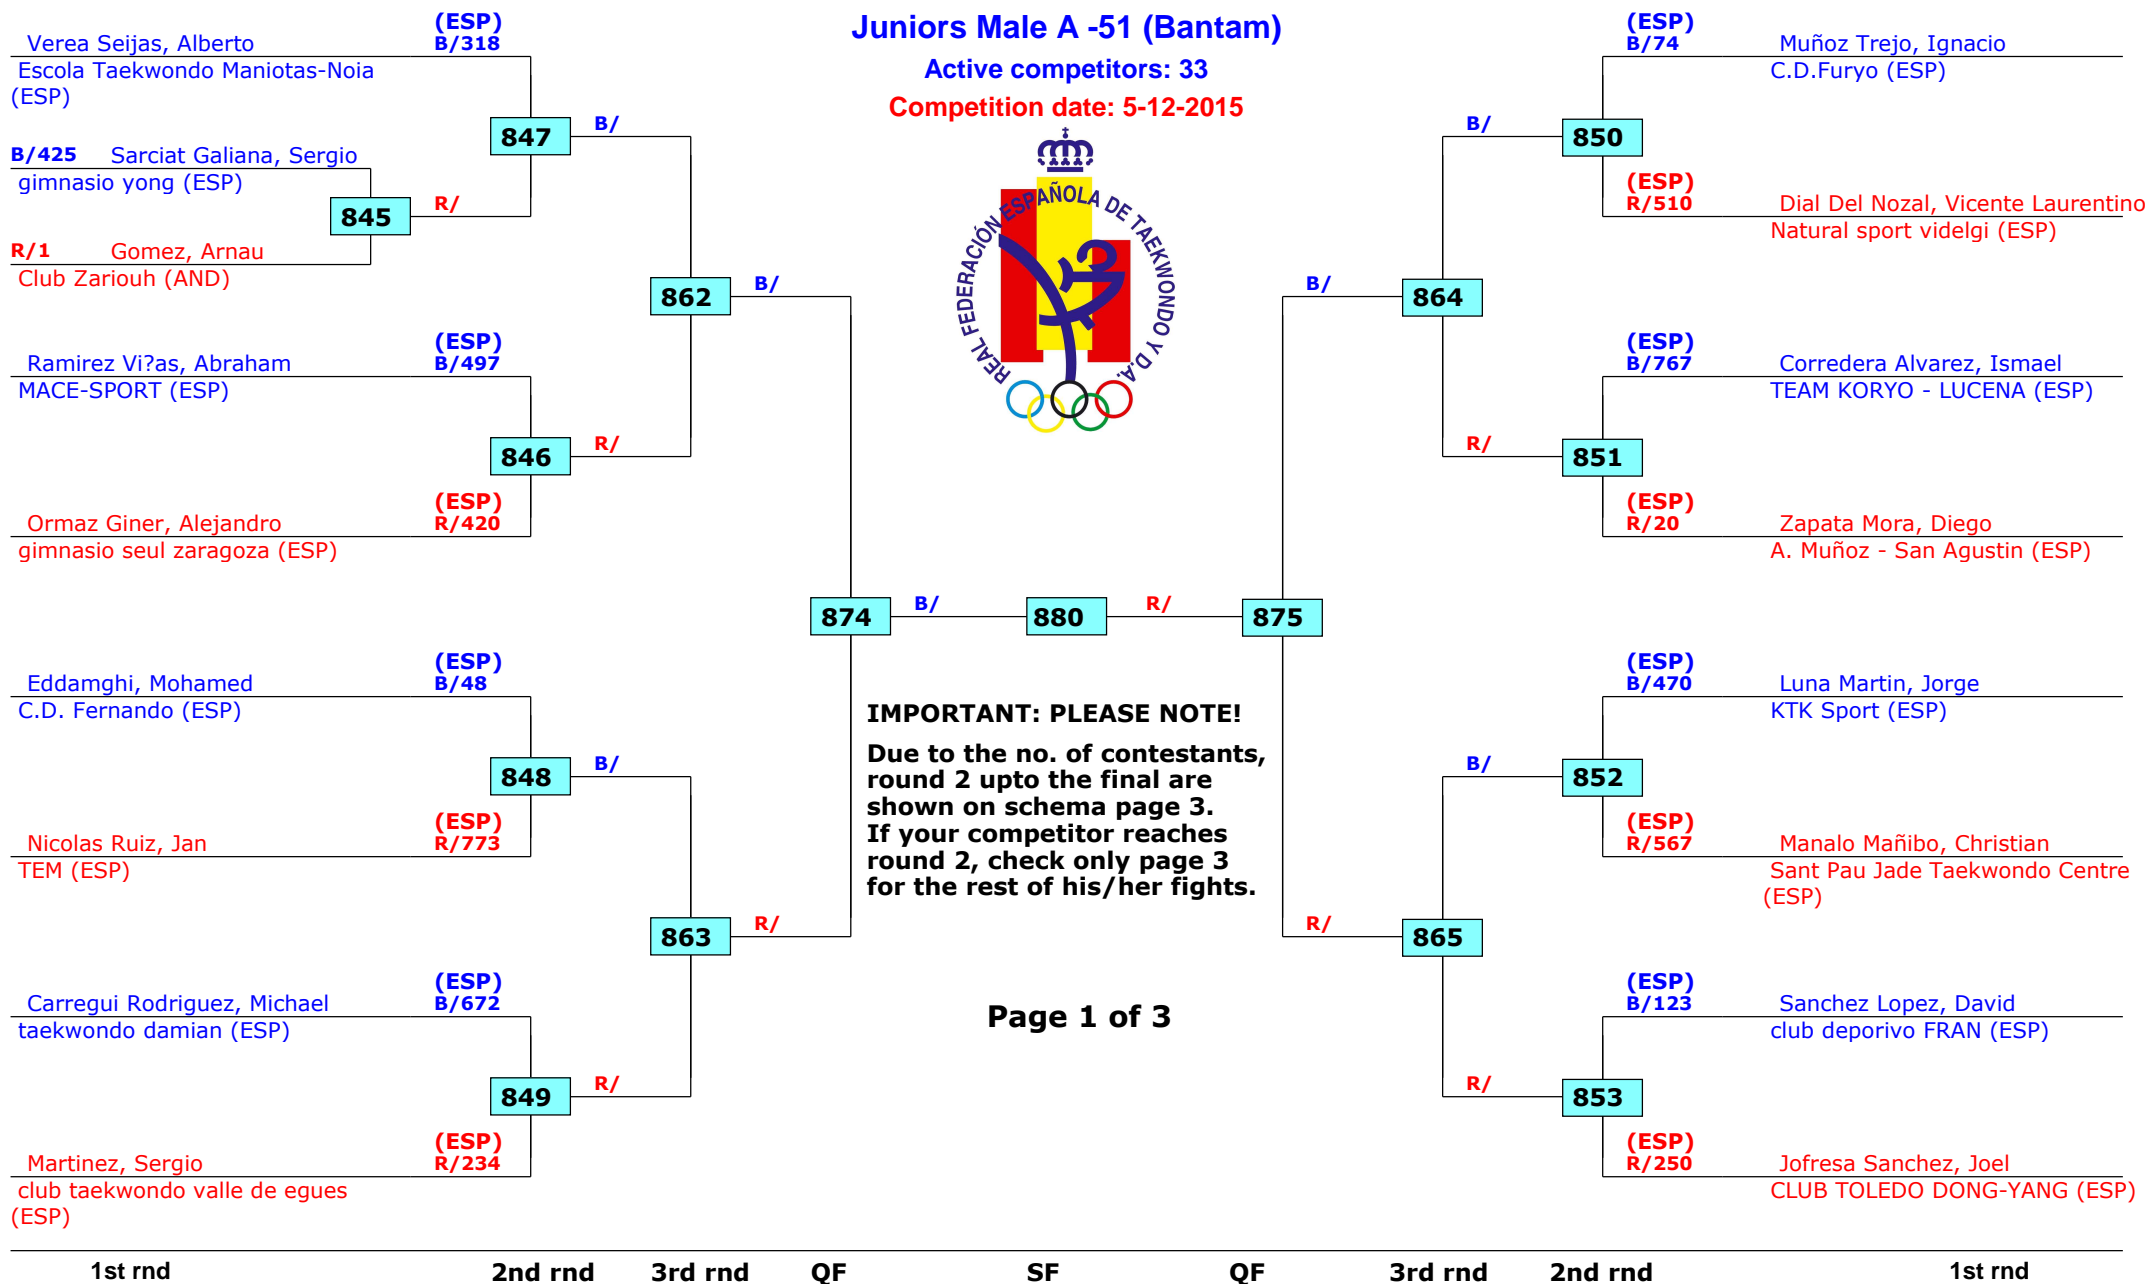 Juniors Male A -51 (Bantam)
Active competitors: 33
Competition date: 5-12-2015
REAL FEDERACIÓN ESPAÑOLA DE TAEKWONDO Y D.A.
(ESP)
Verea Seijas, Alberto B/318
Escola Taekwondo Maniotas-Noia
(ESP)
847 B/
B/425 Sarciat Galiana, Sergio
gimnasio yong (ESP)
845 R/
R/1 Gomez, Arnau
Club Zariouh (AND)
862 B/
(ESP)
Ramirez Vi?as, Abraham B/497
MACE-SPORT (ESP)
846 R/
(ESP)
Ormaz Giner, Alejandro R/420
gimnasio seul zaragoza (ESP)
874 B/ 880 R/ 875
(ESP)
Eddamghi, Mohamed B/48
C.D. Fernando (ESP)
848 B/
(ESP)
Nicolas Ruiz, Jan R/773
TEM (ESP)
863 R/
(ESP)
Carregui Rodriguez, Michael B/672
taekwondo damian (ESP)
849 R/
(ESP)
Martinez, Sergio R/234
club taekwondo valle de egues
(ESP)
IMPORTANT: PLEASE NOTE!
Due to the no. of contestants,
round 2 upto the final are
shown on schema page 3.
If your competitor reaches
round 2, check only page 3
for the rest of his/her fights.
Page 1 of 3
(ESP)
B/74 Muñoz Trejo, Ignacio
C.D.Furyo (ESP)
B/ 850
(ESP)
R/510 Dial Del Nozal, Vicente Laurentino
Natural sport videlgi (ESP)
B/ 864
(ESP)
B/767 Corredera Alvarez, Ismael
TEAM KORYO - LUCENA (ESP)
R/ 851
(ESP)
R/20 Zapata Mora, Diego
A. Muñoz - San Agustin (ESP)
(ESP)
B/470 Luna Martin, Jorge
KTK Sport (ESP)
B/ 852
(ESP)
R/567 Manalo Mañibo, Christian
Sant Pau Jade Taekwondo Centre
(ESP)
R/ 865
(ESP)
B/123 Sanchez Lopez, David
club deporivo FRAN (ESP)
R/ 853
(ESP)
R/250 Jofresa Sanchez, Joel
CLUB TOLEDO DONG-YANG (ESP)
1st rnd 2nd rnd 3rd rnd QF SF QF 3rd rnd 2nd rnd 1st rnd